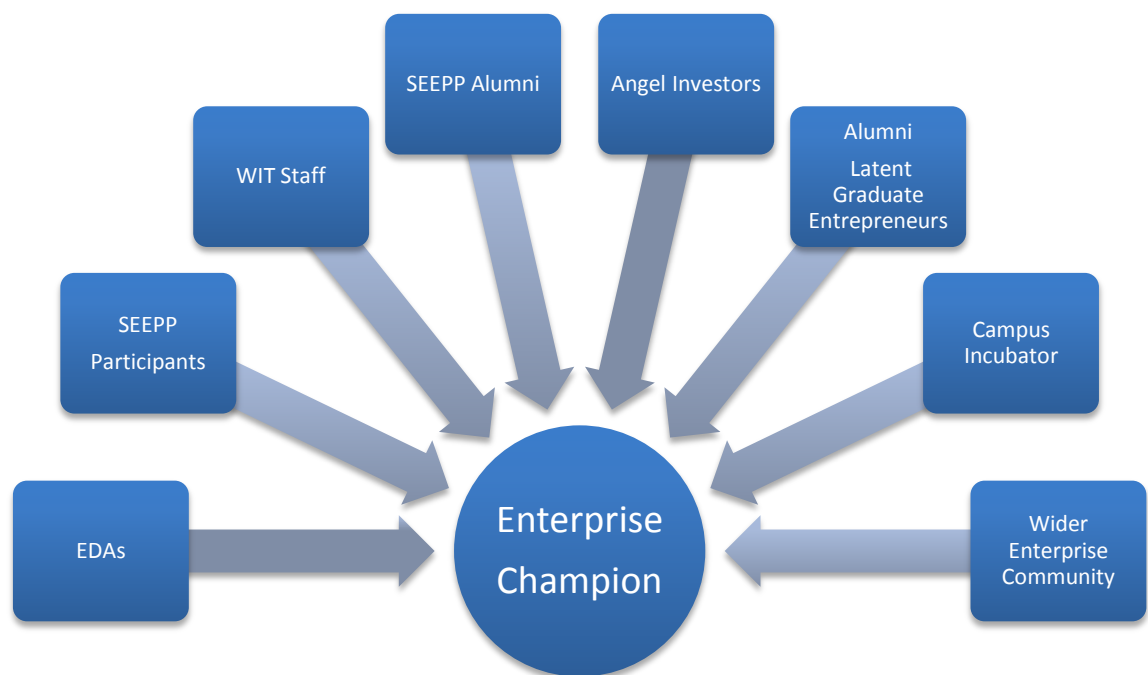 SEEPP Alumni
Angel Investors
Alumni
Latent
Graduate
Entrepreneurs
WIT Staff
SEEPP
Participants
Campus
Incubator
EDAs
Enterprise
Champion
Wider
Enterprise
Community